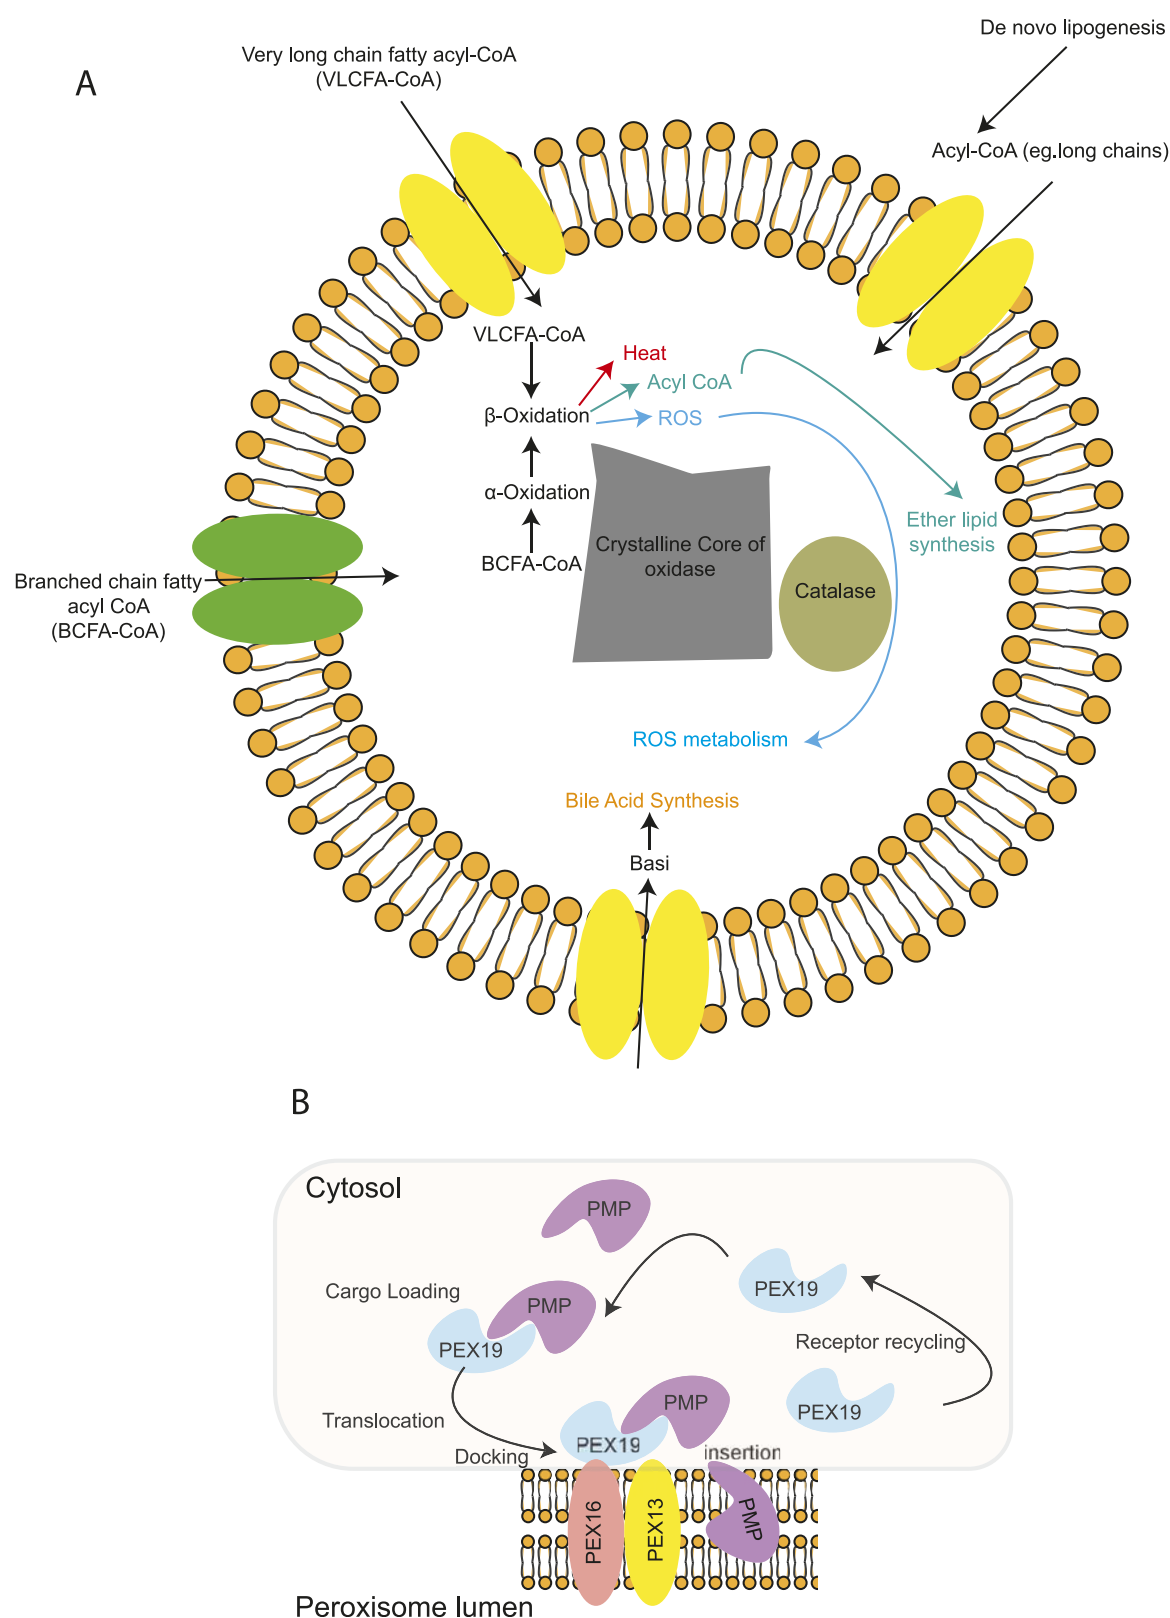 A
Very long chain fatty acyl-CoA
(VLCFA-CoA)
De novo lipogenesis
Acyl-CoA (eg.long chains)
VLCFA-CoA
Heat
Acyl CoA
β-Oxidation
ROS
α-Oxidation
Ether lipid
synthesis
BCFA-CoA
Crystalline Core of
oxidase
Catalase
Branched chain fatty
acyl CoA
(BCFA-CoA)
ROS metabolism
Bile Acid Synthesis
Basi
B
Cytosol
PMP
Cargo Loading
PMP
PEX19
PEX19
Receptor recycling
Translocation
Docking
PEX19
PMP
PEX19
insertion
PEX16
PEX13
PMP
Peroxisome lumen